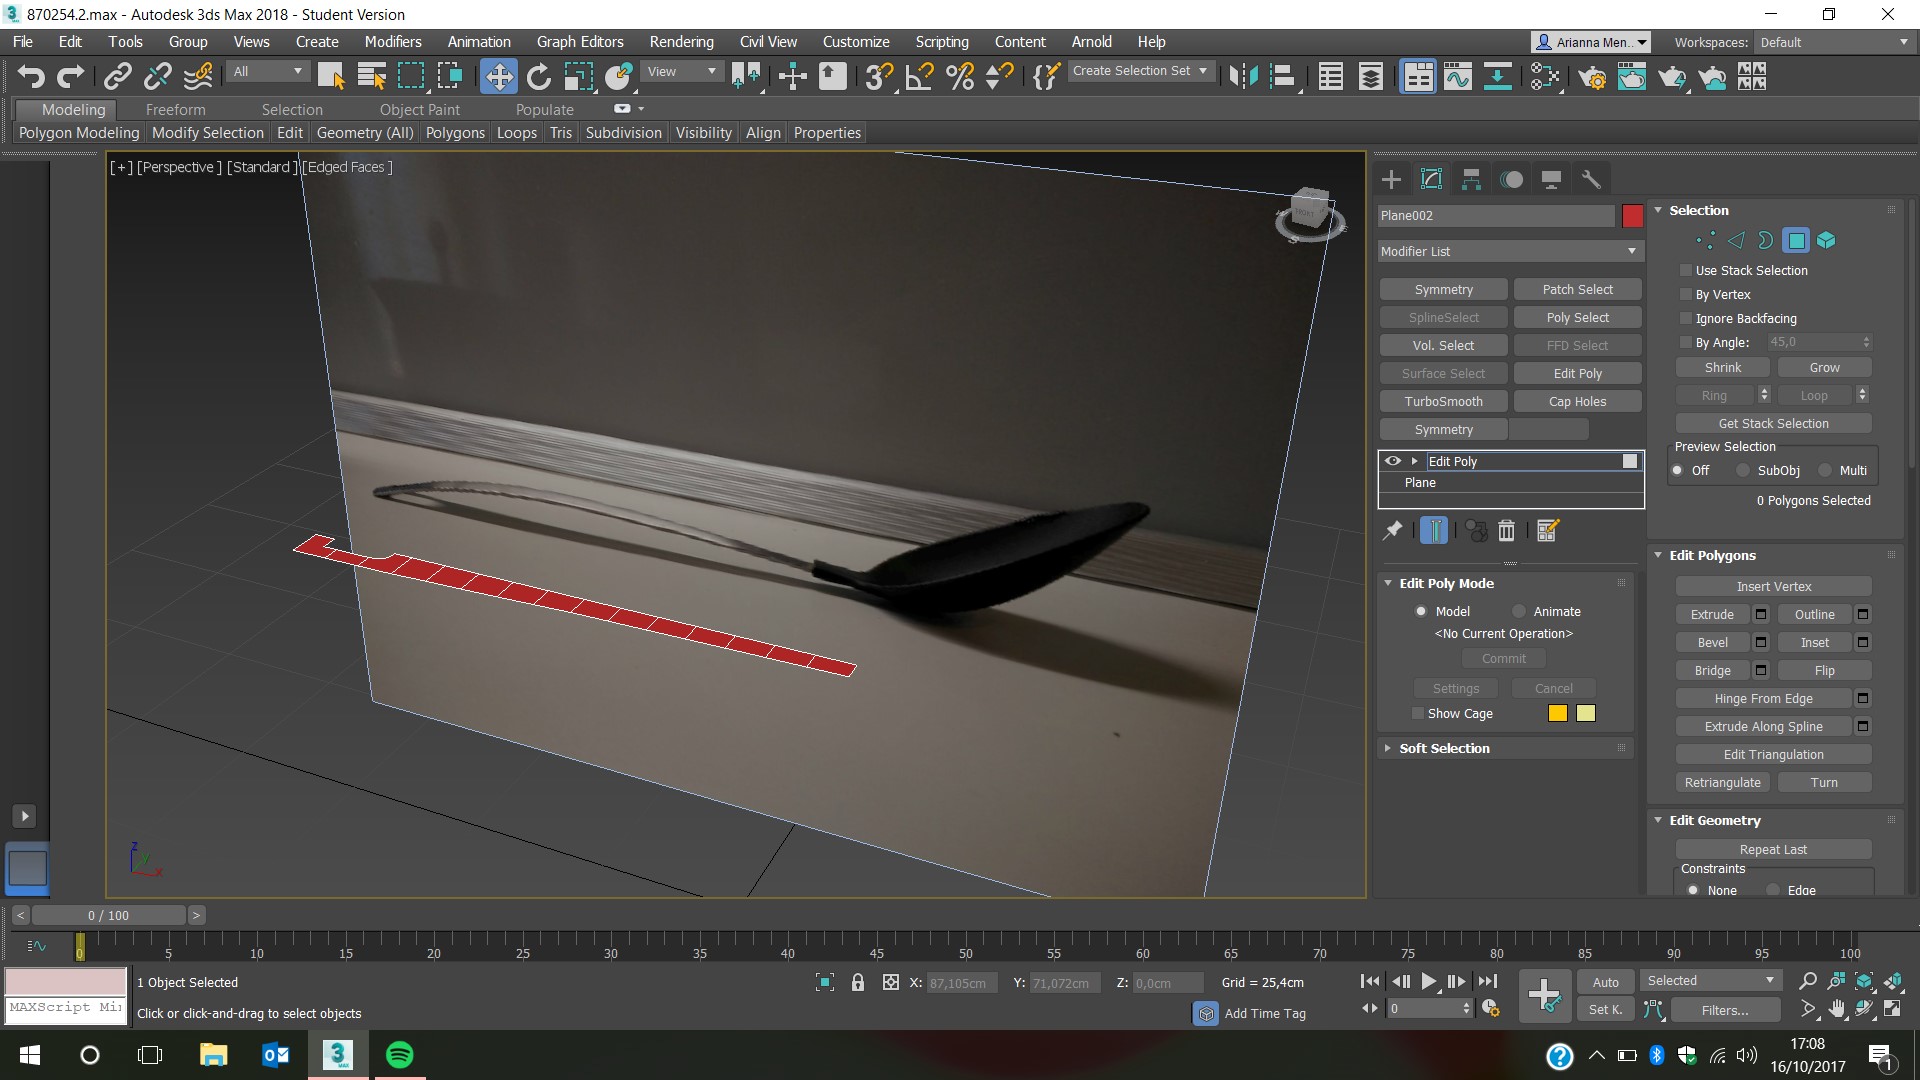 870254.2.max - Autodesk 3ds Max 2018 - Student Version
File Edit Tools Group Views Create Modifiers Animation Graph Editors Rendering Civil View Customize Scripting Content Arnold Help
Arianna Men.. Workspaces: Default
All View Create Selection Set
Modeling Freeform Selection Object Paint Populate
Polygon Modeling Modify Selection Edit Geometry (All) Polygons Loops Tris Subdivision Visibility Align Properties
[+] [Perspective ] [Standard ] [Edged Faces ]
Plane002
Modifier List
Symmetry Patch Select
SplineSelect Poly Select
Vol. Select FFD Select
Surface Select Edit Poly
TurboSmooth Cap Holes
Symmetry
Edit Poly
Plane
Edit Poly Mode
Model Animate
<No Current Operation>
Commit
Settings Cancel
Show Cage
Soft Selection
Selection
Use Stack Selection
By Vertex
Ignore Backfacing
By Angle: 45,0
Shrink Grow
Ring Loop
Get Stack Selection
Preview Selection
Off SubObj Multi
0 Polygons Selected
Edit Polygons
Insert Vertex
Extrude Outline
Bevel Inset
Bridge Flip
Hinge From Edge
Extrude Along Spline
Edit Triangulation
Retriangulate Turn
Edit Geometry
Repeat Last
Constraints
None Edge
z y x
< 0 / 100 >
0 5 10 15 20 25 30 35 40 45 50 55 60 65 70 75 80 85 90 95 100
1 Object Selected X: 87,105cm Y: 71,072cm Z: 0,0cm Grid = 25,4cm Auto Selected
MAXScript Mi
Click or click-and-drag to select objects Add Time Tag 0 Set K. Filters...
17:08
16/10/2017
1